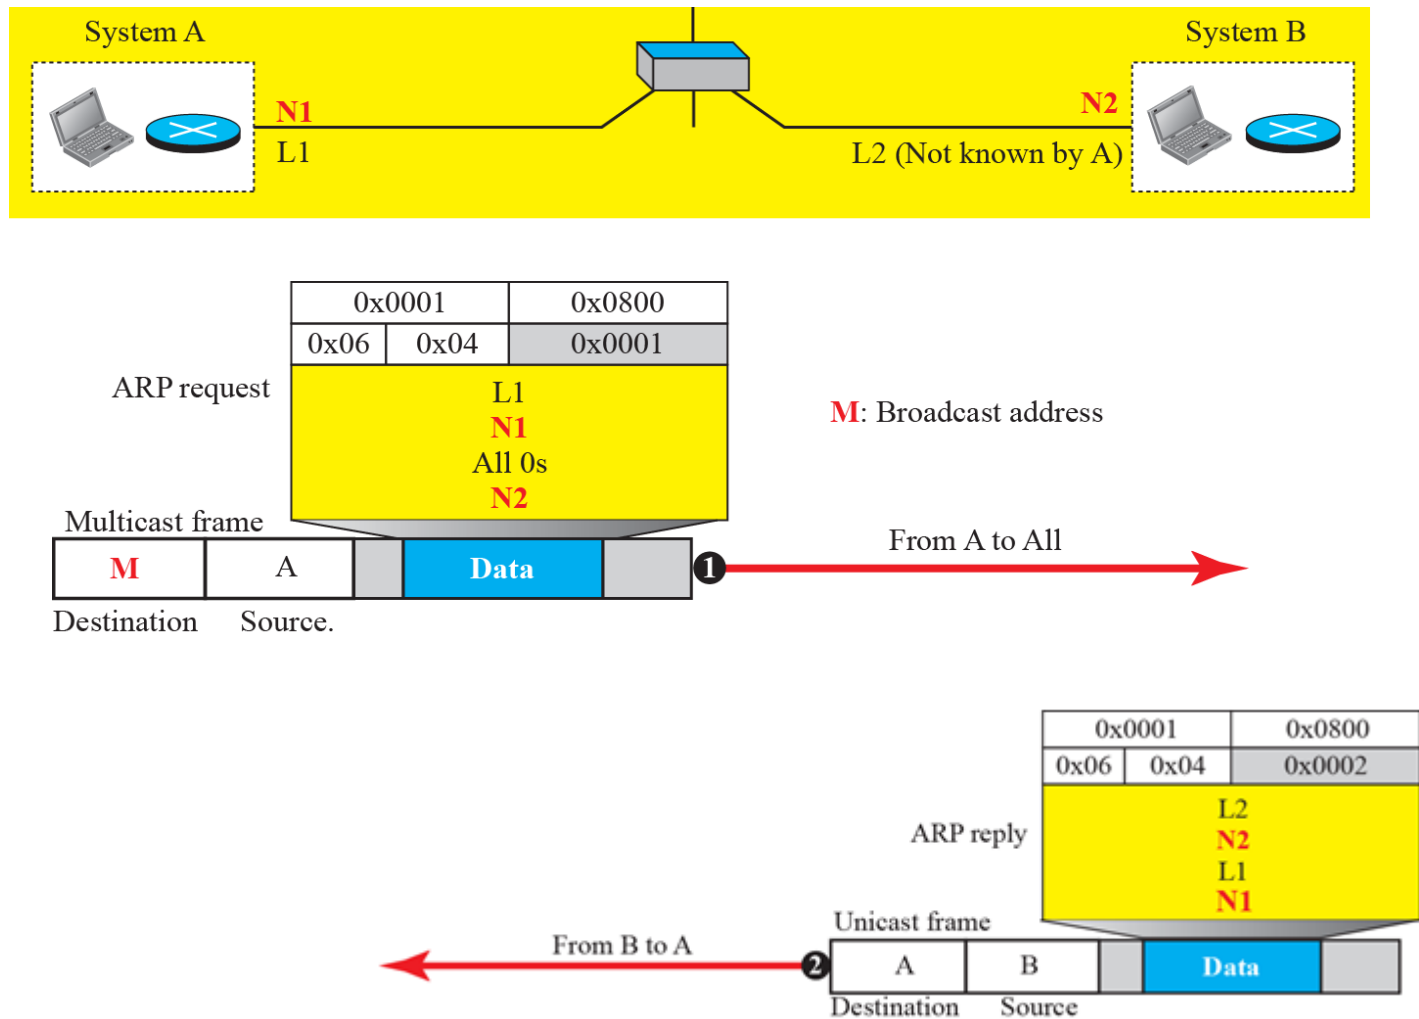 System A
System B
N1
N2
L1
L2 (Not known by A)
0x0001 0x0800
0x06 0x04 0x0001
ARP request
L1
N1
All 0s
N2
M: Broadcast address
Multicast frame
M A Data 1
From A to All
Destination Source.
0x0001 0x0800
0x06 0x04 0x0002
ARP reply
L2
N2
L1
N1
Unicast frame
From B to A
2 A B Data
Destination Source